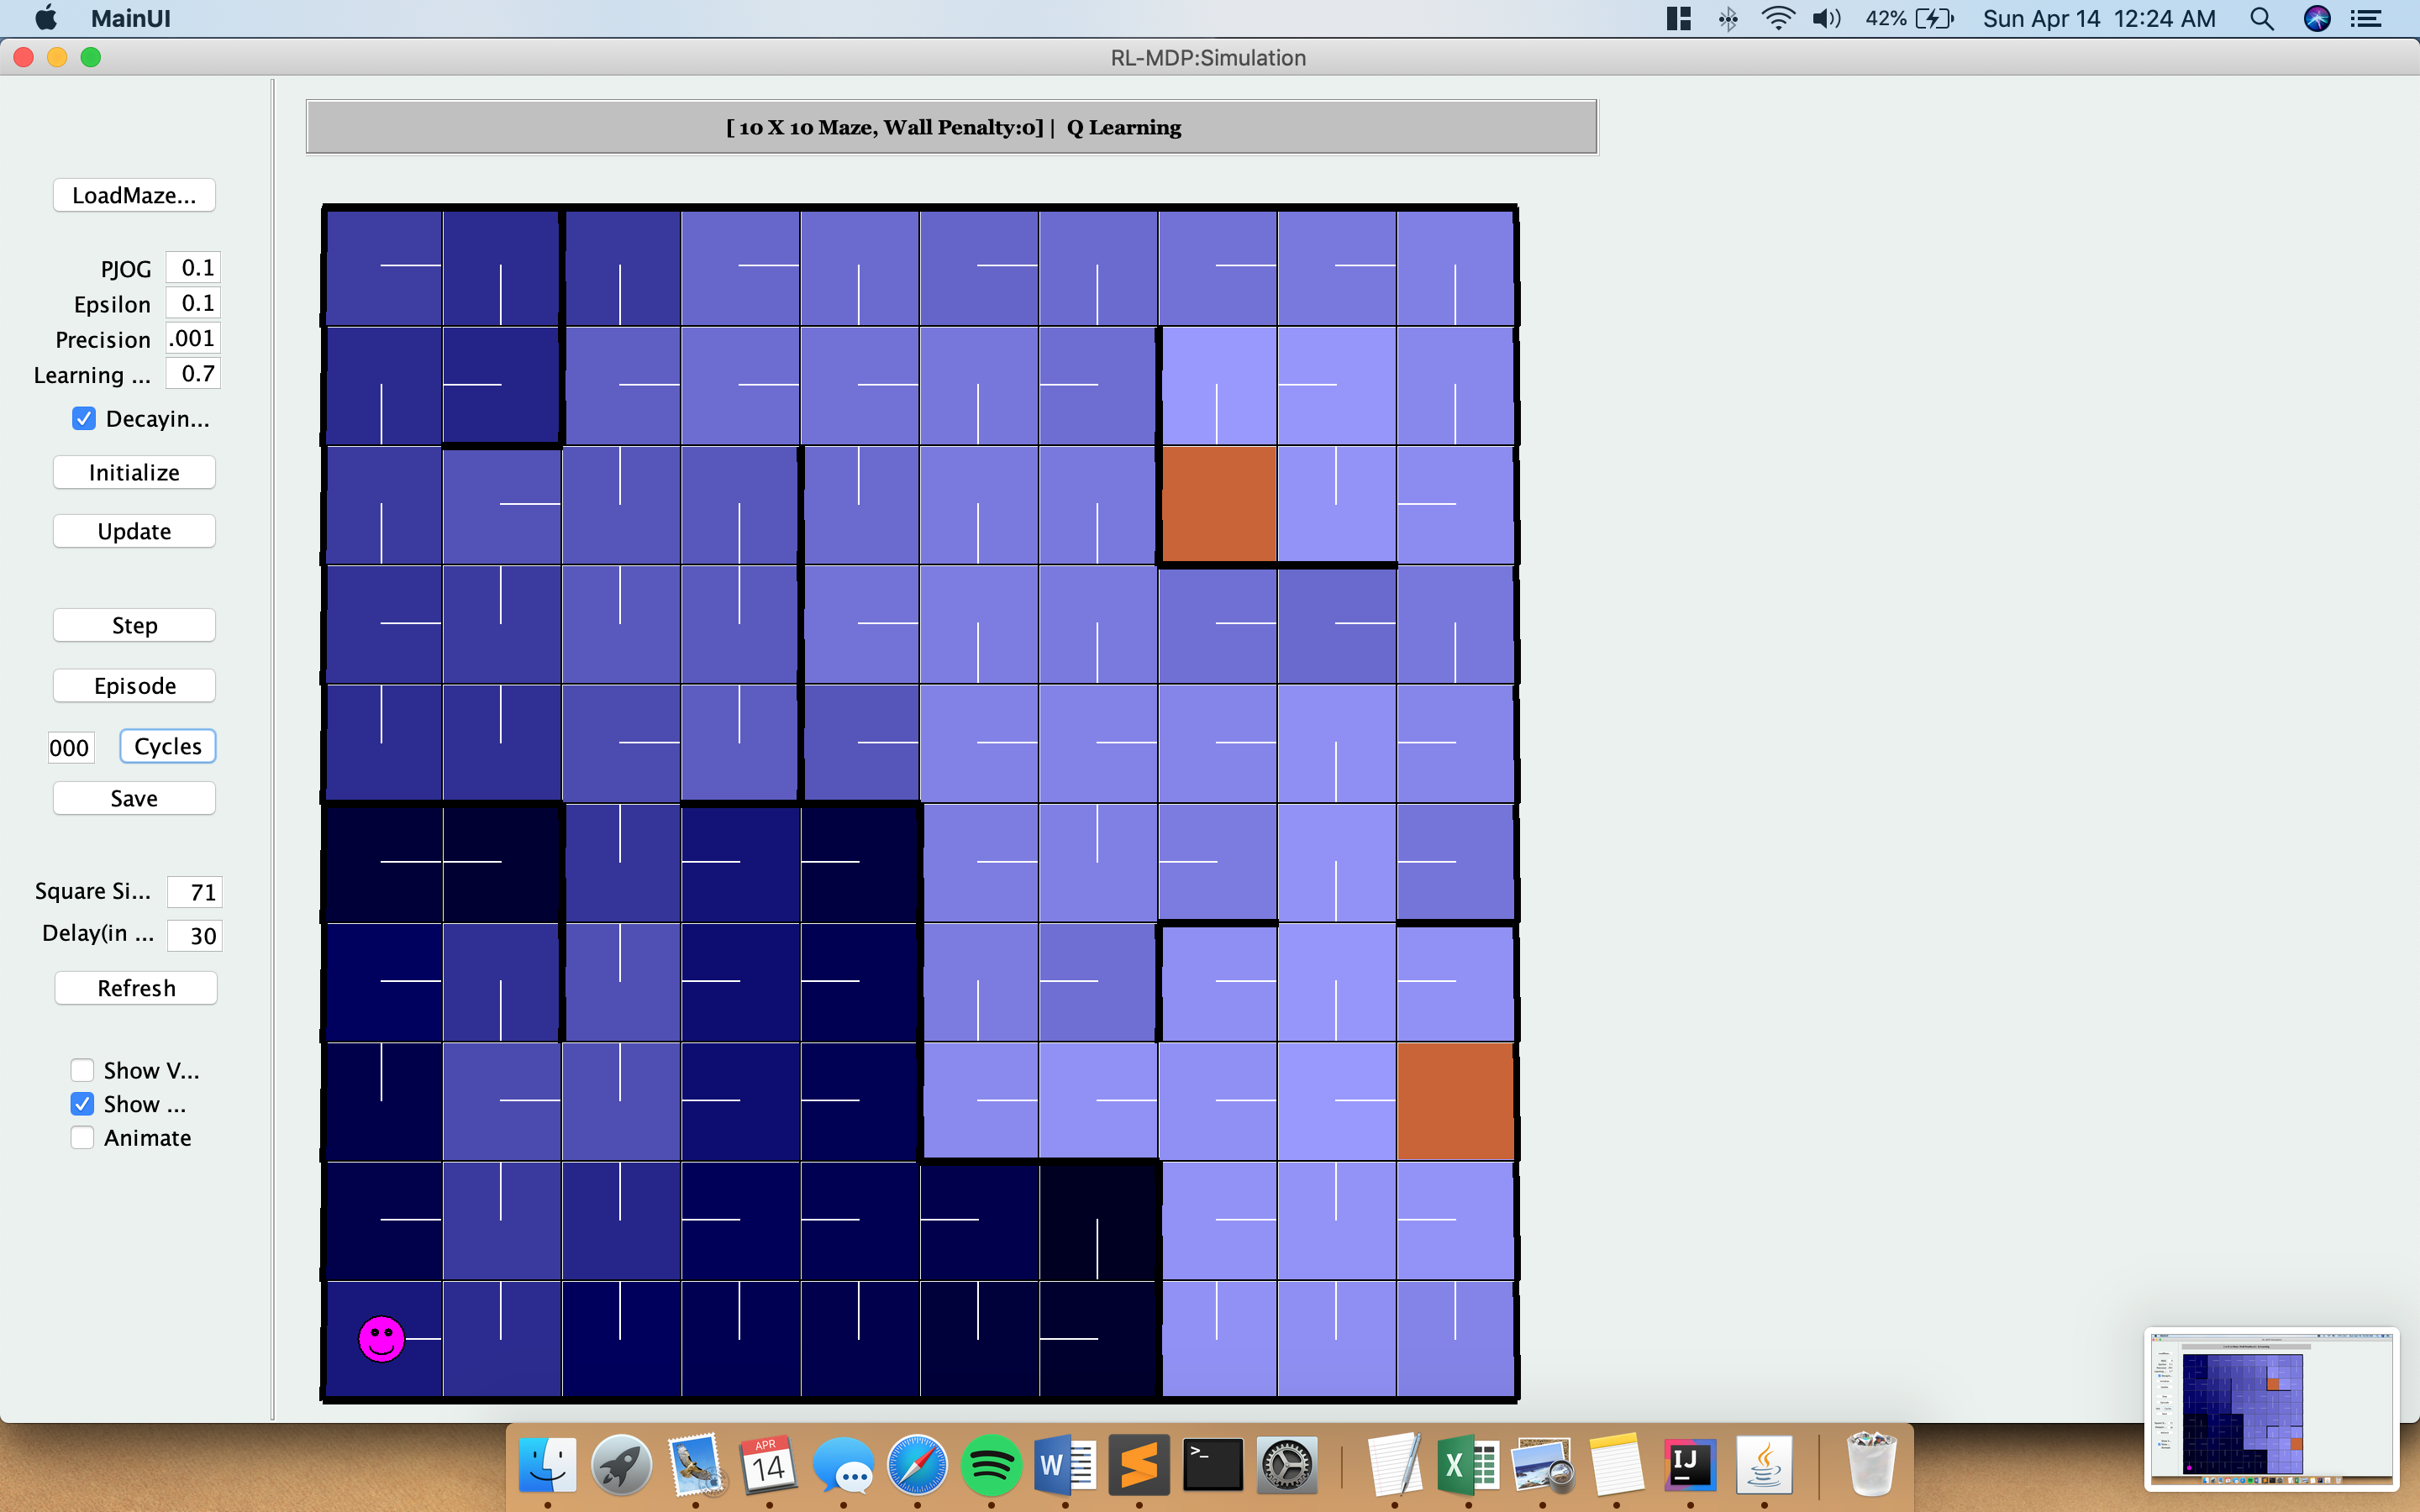 MainUI
42%
Sun Apr 14 12:24 AM
RL-MDP:Simulation
[ 10 X 10 Maze, Wall Penalty:0] | Q Learning
LoadMaze...
PJOG 0.1
Epsilon 0.1
Precision .001
Learning ... 0.7
Decayin...
Initialize
Update
Step
Episode
000 Cycles
Save
Square Si... 71
Delay(in ... 30
Refresh
Show V...
Show ...
Animate
APR
14
W
>_
X
IJ